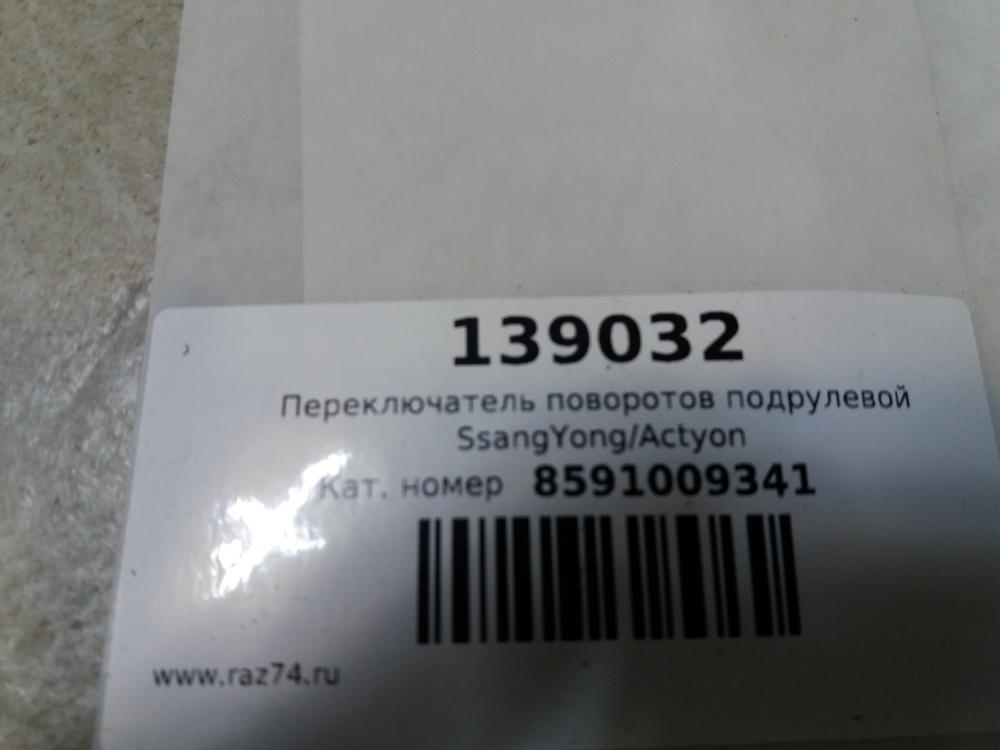 139032
Переключатель поворотов подрулевой
SsangYong/Actyon
Кат. номер 8591009341
www.raz74.ru